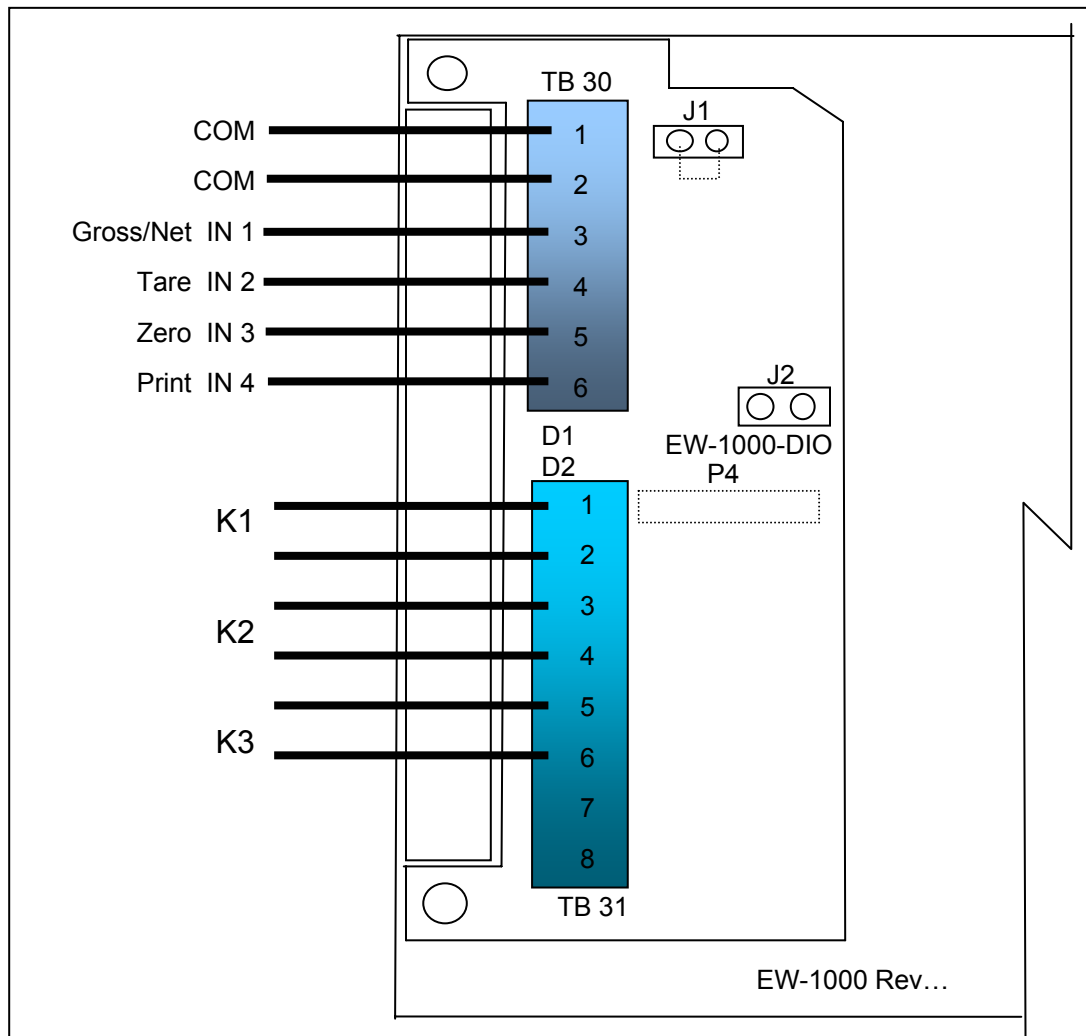 TB 30
J1
COM
1
COM
2
Gross/Net IN 1
3
Tare IN 2
4
Zero IN 3
5
Print IN 4
6
J2
D1
EW-1000-DIO
D2
P4
K1
1
2
K2
3
4
K3
5
6
7
8
TB 31
EW-1000 Rev…